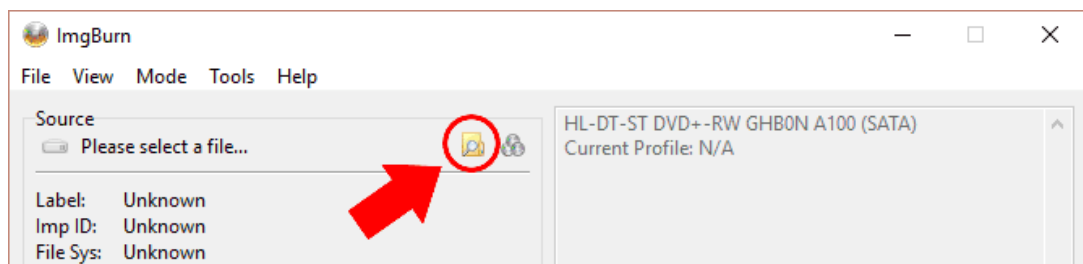 ImgBurn
File View Mode Tools Help
Source
Please select a file...
Label: Unknown
Imp ID: Unknown
File Sys: Unknown
HL-DT-ST DVD+-RW GHB0N A100 (SATA)
Current Profile: N/A